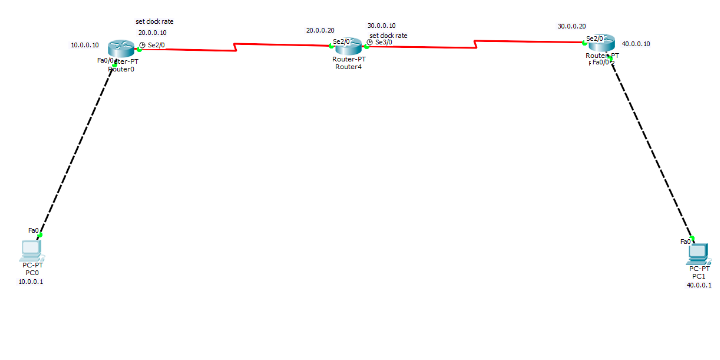 set clock rate
20.0.0.10
10.0.0.10
Se2/0
Fa0/0
Router0
30.0.0.10
set clock rate
20.0.0.20
Se2/0
Se3/0
Router-PT
Router4
30.0.0.20
Se2/0
40.0.0.10
Router-PT
Fa0/0
Fa0
PC-PT
PC0
10.0.0.1
Fa0
PC-PT
PC1
40.0.0.1